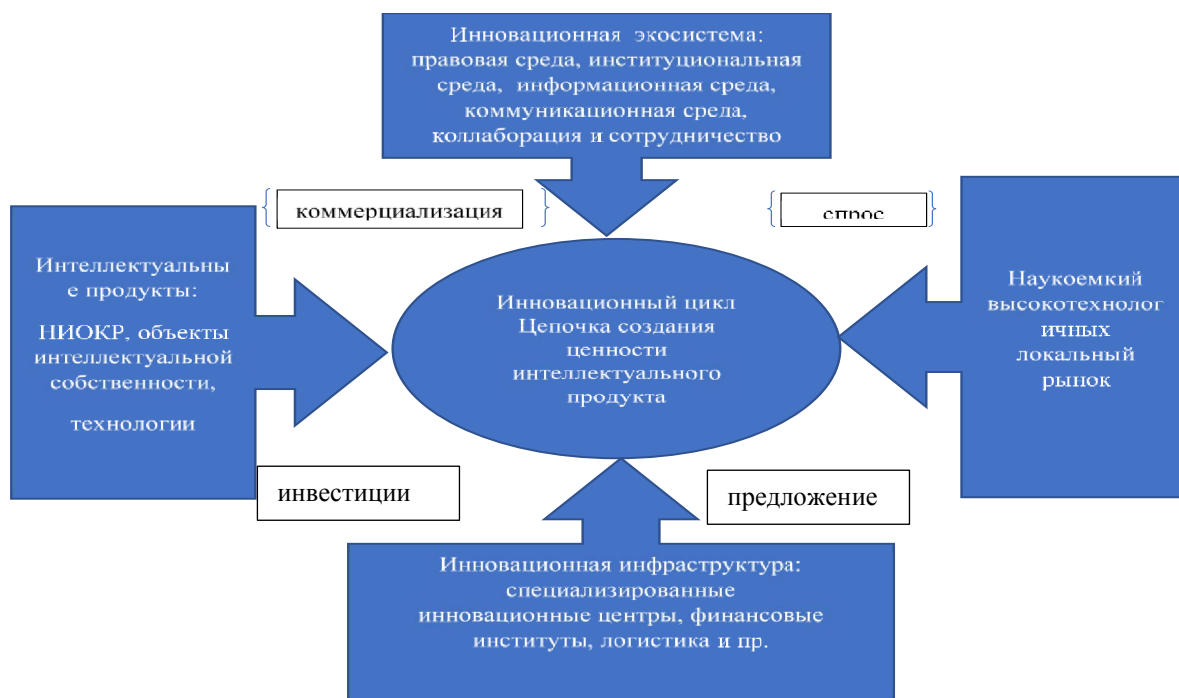 Инновационная экосистема:
правовая среда, институциональная
среда, информационная среда,
коммуникационная среда,
коллаборация и сотрудничество
коммерциализация
спрос
Интеллектуальны
е продукты:
НИОКР, объекты
интеллектуальной
собственности,
технологии
Инновационный цикл
Цепочка создания
ценности
интеллектуального
продукта
Наукоемкий
высокотехнолог
ичных
локальный
рынок
инвестиции
предложение
Инновационная инфраструктура:
специализированные
инновационные центры, финансовые
институты, логистика и пр.